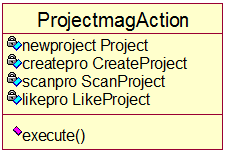 ProjectmagAction
newproject Project
createpro CreateProject
scanpro ScanProject
likepro LikeProject
execute()